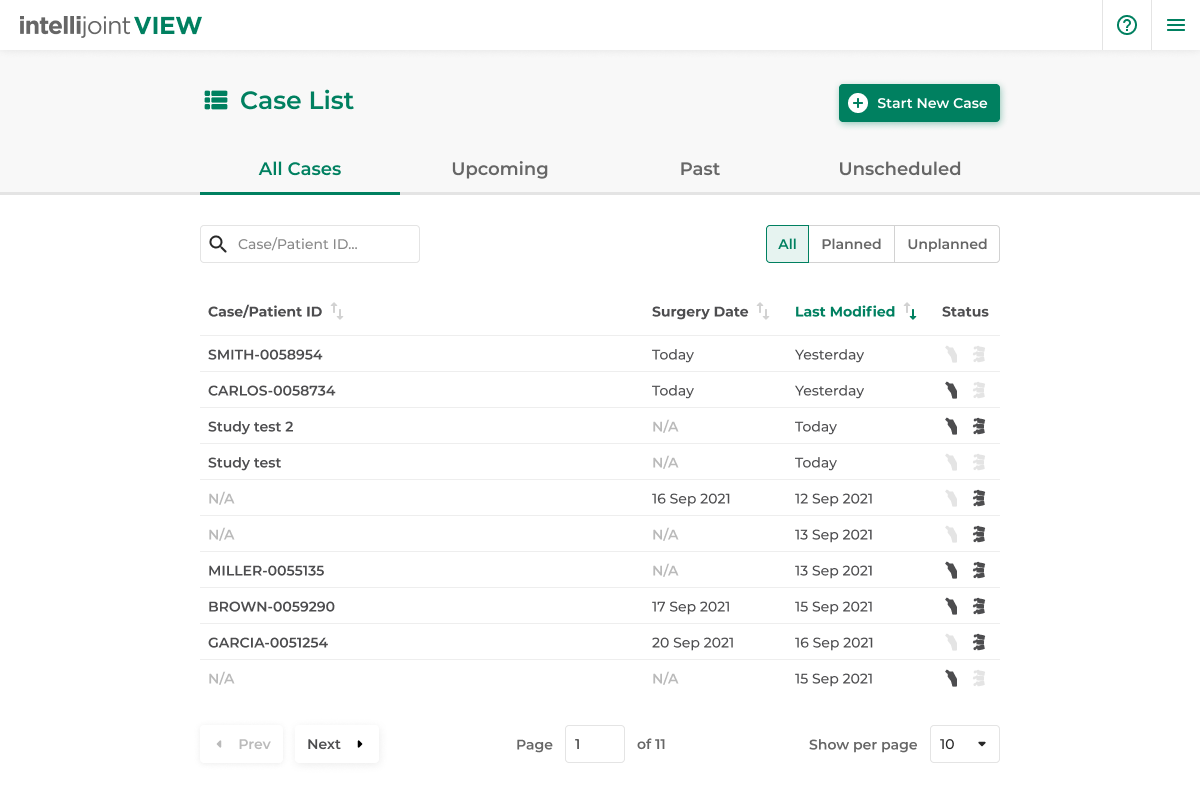 intellijoint VIEW
Case List
Start New Case
All Cases Upcoming Past Unscheduled
Case/Patient ID... All Planned Unplanned
Case/Patient ID Surgery Date Last Modified Status
SMITH-0058954 Today Yesterday
CARLOS-0058734 Today Yesterday
Study test 2 N/A Today
Study test N/A Today
N/A 16 Sep 2021 12 Sep 2021
N/A N/A 13 Sep 2021
MILLER-0055135 N/A 13 Sep 2021
BROWN-0059290 17 Sep 2021 15 Sep 2021
GARCIA-0051254 20 Sep 2021 16 Sep 2021
N/A N/A 15 Sep 2021
Prev Next Page 1 of 11 Show per page 10